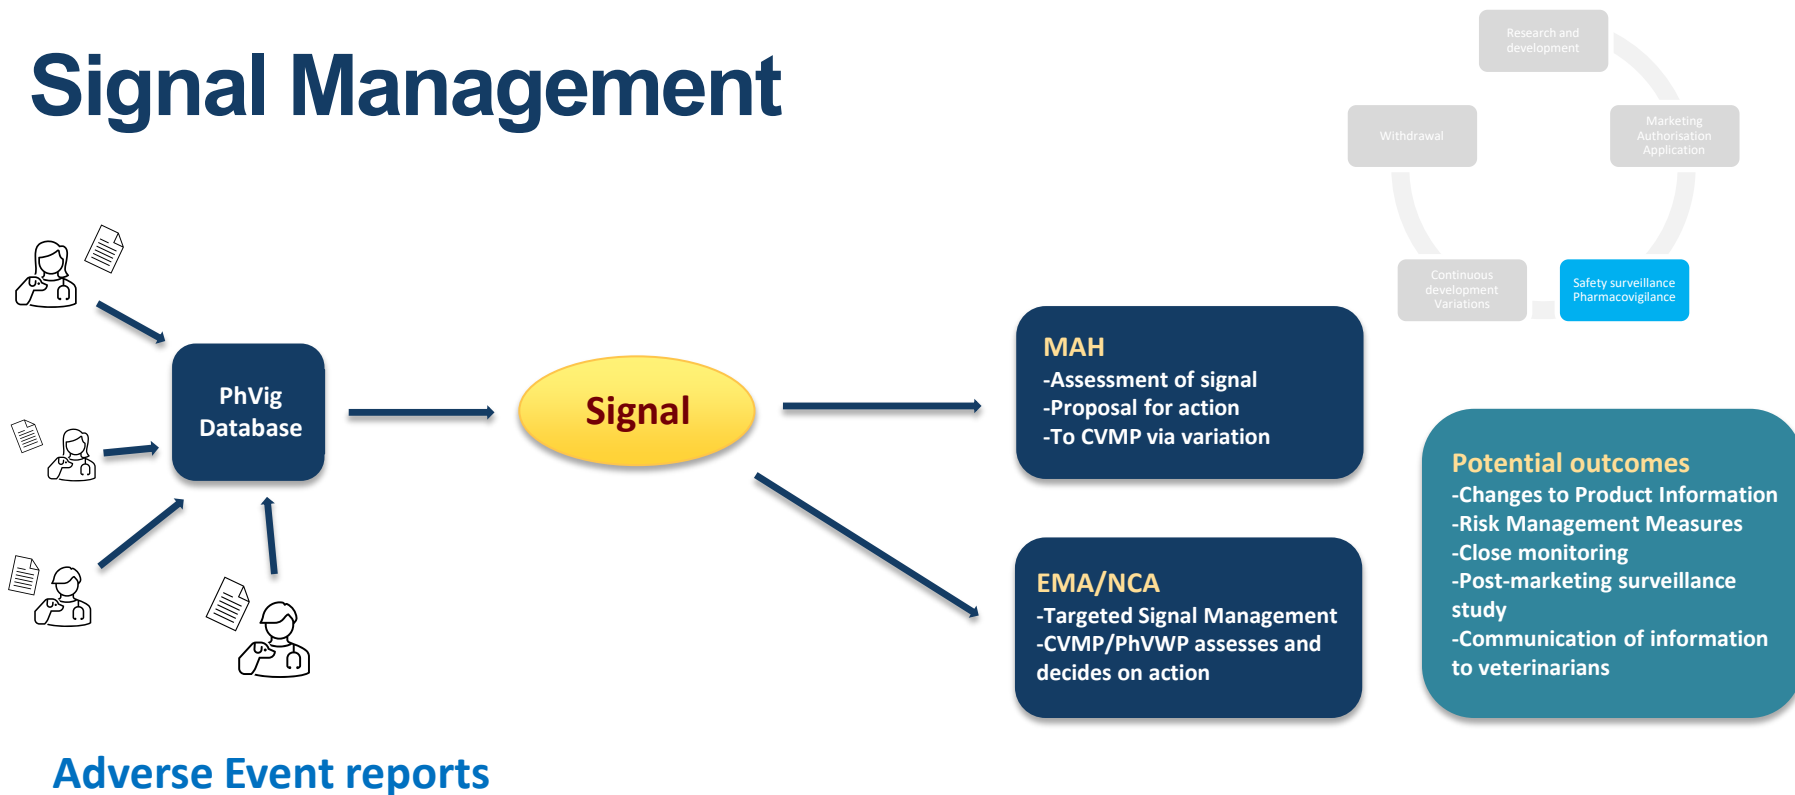 Signal Management
Research and
development
Withdrawal
Marketing
Authorisation
Application
Continuous
development
Variations
Safety surveillance
Pharmacovigilance
PhVig
Database
Signal
MAH
-Assessment of signal
-Proposal for action
-To CVMP via variation
EMA/NCA
-Targeted Signal Management
-CVMP/PhVWP assesses and
decides on action
Potential outcomes
-Changes to Product Information
-Risk Management Measures
-Close monitoring
-Post-marketing surveillance
study
-Communication of information
to veterinarians
Adverse Event reports